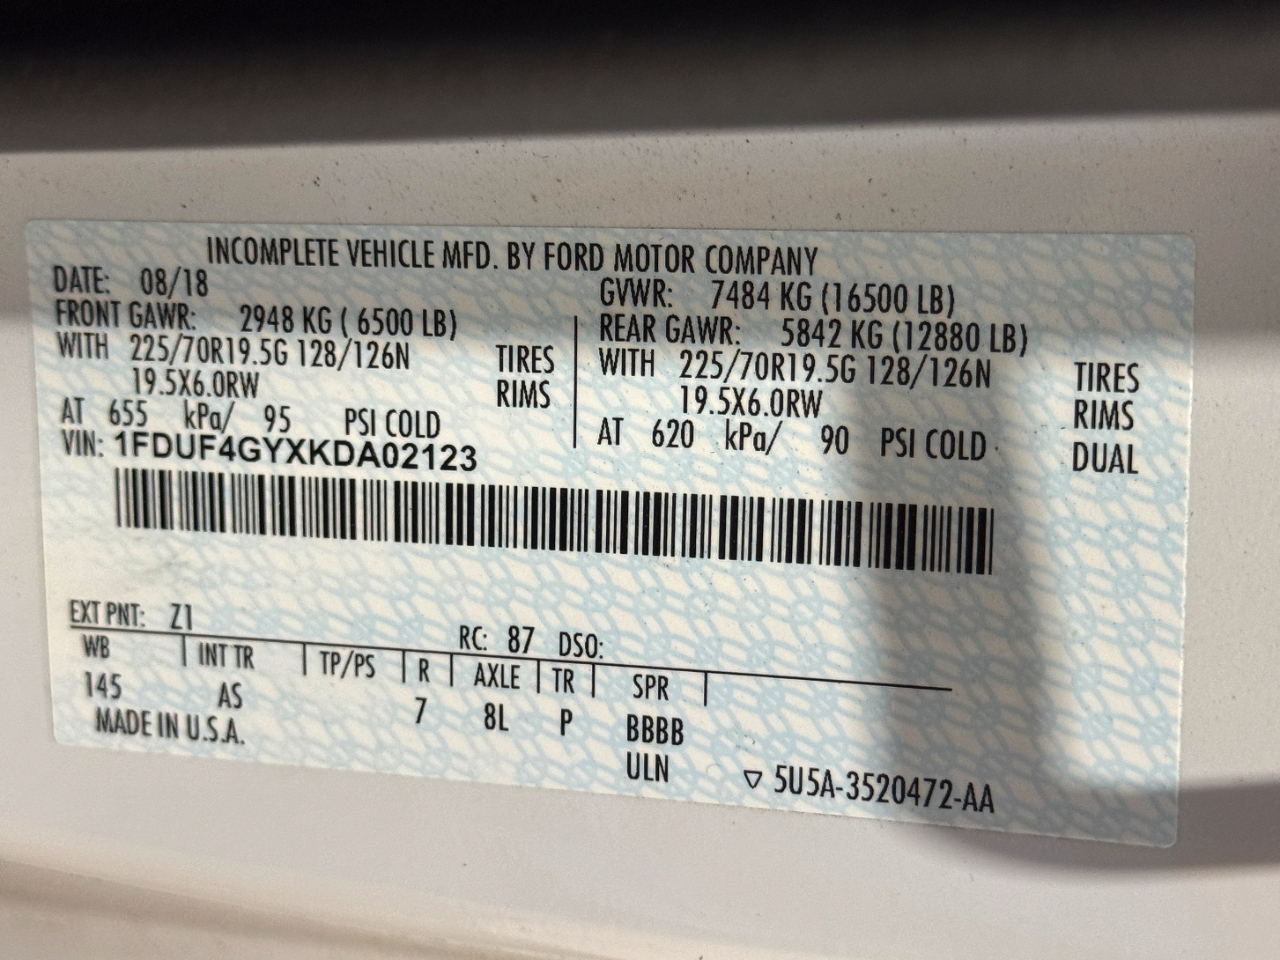 INCOMPLETE VEHICLE MFD. BY FORD MOTOR COMPANY
DATE: 08/18 GVWR: 7484 KG (16500 LB)
FRONT GAWR: 2948 KG ( 6500 LB) REAR GAWR: 5842 KG (12880 LB)
WITH 225/70R19.5G 128/126N TIRES WITH 225/70R19.5G 128/126N TIRES
19.5X6.0RW RIMS 19.5X6.0RW RIMS
AT 655 kPa/ 95 PSI COLD AT 620 kPa/ 90 PSI COLD DUAL
VIN: 1FDUF4GYXKDA02123
EXT PNT: Z1 RC: 87 DSO:
WB INT TR TP/PS R AXLE TR SPR
145 AS 7 8L P BBBB
MADE IN U.S.A. ULN ▽ 5U5A-3520472-AA